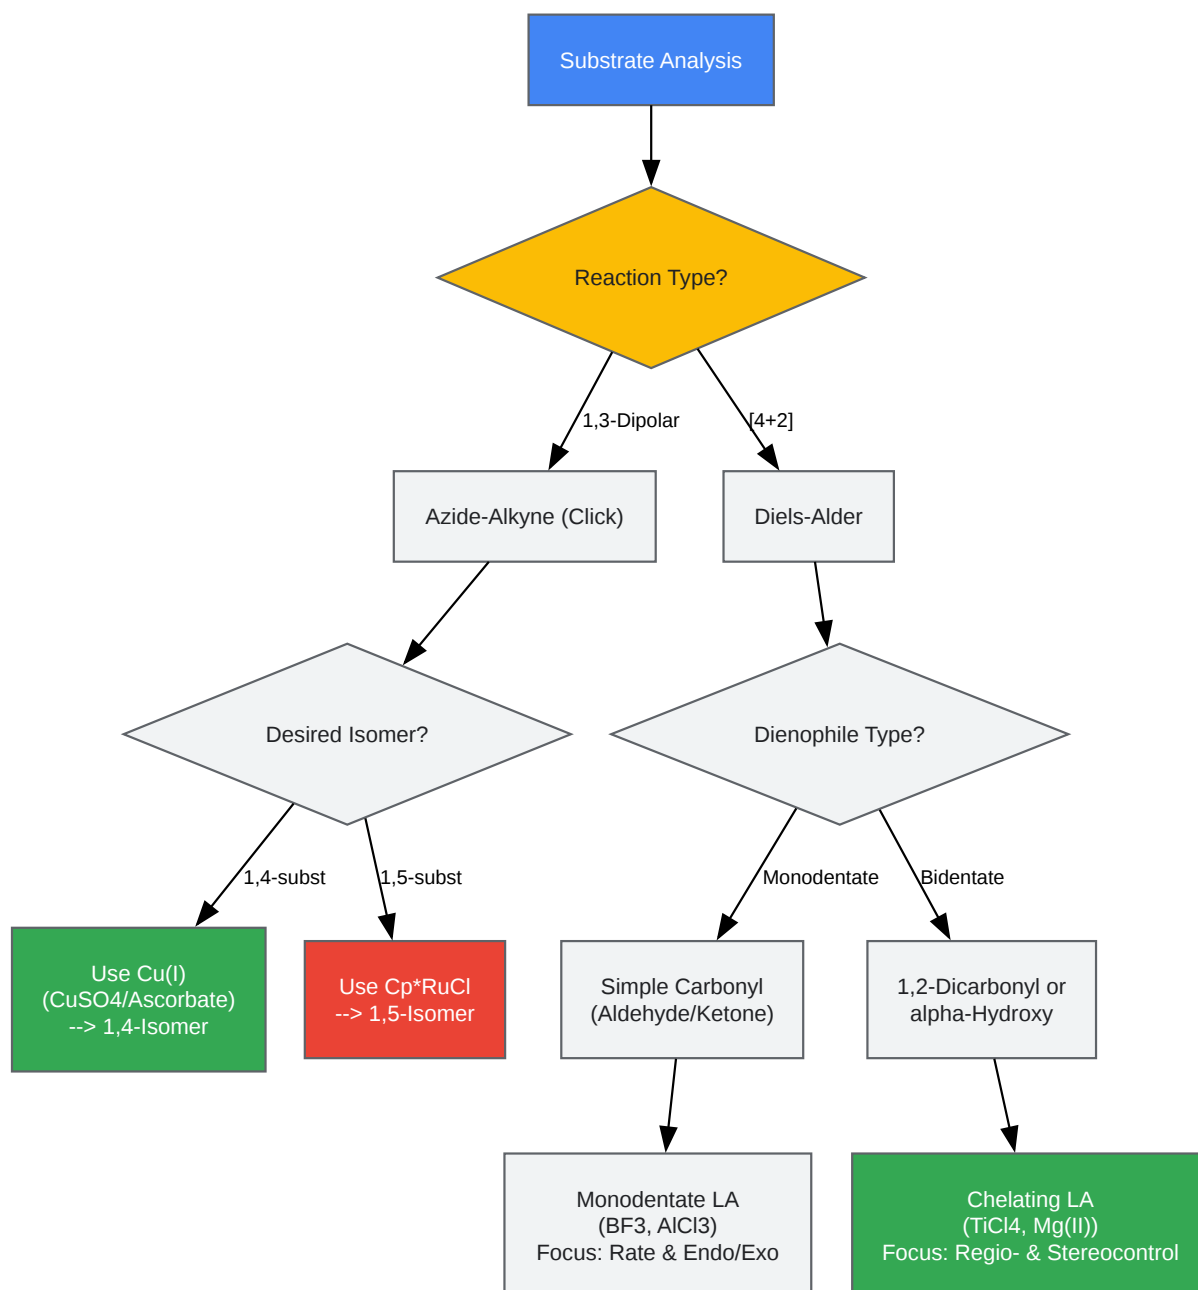 Substrate Analysis
Reaction Type?
1,3-Dipolar
[4+2]
Azide-Alkyne (Click)
Diels-Alder
Desired Isomer?
Dienophile Type?
1,4-subst
1,5-subst
Monodentate
Bidentate
Use Cu(I)
(CuSO4/Ascorbate)
--> 1,4-Isomer
Use Cp*RuCl
--> 1,5-Isomer
Simple Carbonyl
(Aldehyde/Ketone)
1,2-Dicarbonyl or
alpha-Hydroxy
Monodentate LA
(BF3, AlCl3)
Focus: Rate & Endo/Exo
Chelating LA
(TiCl4, Mg(II))
Focus: Regio- & Stereocontrol